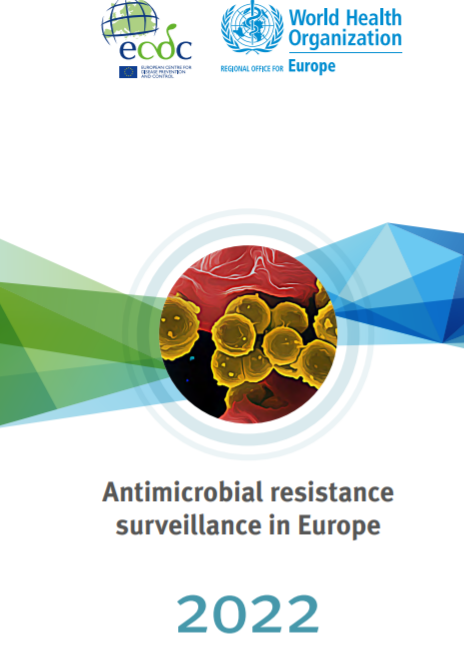 ecdc
EUROPEAN CENTRE FOR
DISEASE PREVENTION
AND CONTROL
World Health
Organization
REGIONAL OFFICE FOR Europe
Antimicrobial resistance
surveillance in Europe
2022